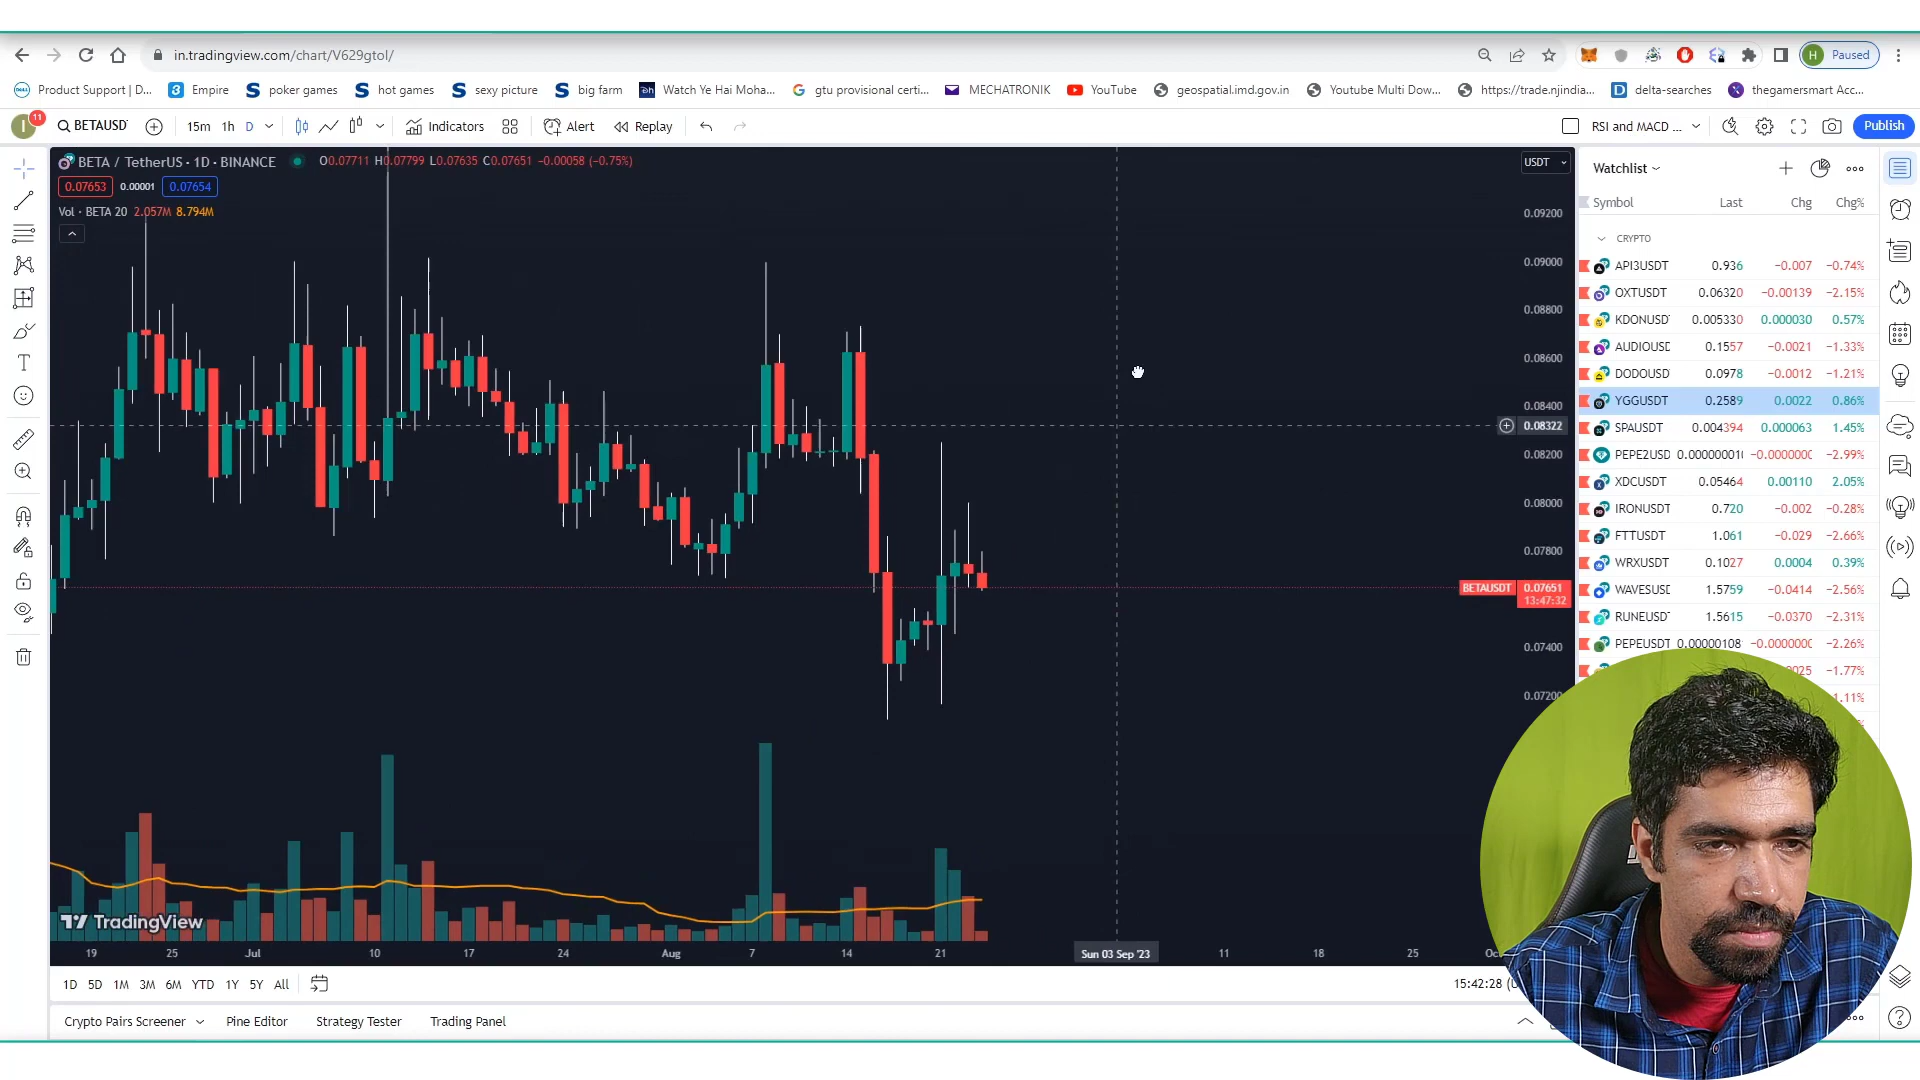 in.tradingview.com/chart/V629gtol/
H Paused
Product Support | D... Empire poker games hot games sexy picture big farm Watch Ye Hai Moha... gtu provisional certi... MECHATRONIK YouTube geospatial.imd.gov.in Youtube Multi Dow... https://trade.njindia... delta-searches thegamersmart Acc...
I 11 BETAUSD 15m 1h D Indicators Alert Replay RSI and MACD ... Publish
BETA / TetherUS · 1D · BINANCE O0.07711 H0.07799 L0.07635 C0.07651 −0.00058 (−0.75%) USDT
0.07653 0.00001 0.07654
Vol · BETA 20 2.057M 8.794M
0.09200
0.09000
0.08800
0.08600
0.08400
0.08322
0.08200
0.08000
0.07800
BETAUSDT 0.07651
13:47:32
0.07400
0.07200
TradingView
19 25 Jul 10 17 24 Aug 7 14 21 Sun 03 Sep '23 11 18 25
1D 5D 1M 3M 6M YTD 1Y 5Y All 15:42:28
Crypto Pairs Screener Pine Editor Strategy Tester Trading Panel
Watchlist
Symbol Last Chg Chg%
CRYPTO
API3USDT 0.936 −0.007 −0.74%
OXTUSDT 0.06320 −0.00139 −2.15%
KDONUSD 0.005330 0.000030 0.57%
AUDIOUSD 0.1557 −0.0021 −1.33%
DODOUSD 0.0978 −0.0012 −1.21%
YGGUSDT 0.2589 0.0022 0.86%
SPAUSDT 0.004394 0.000063 1.45%
PEPE2USD −2.99%
XDCUSDT 0.05464 0.00110 2.05%
IRONUSDT 0.720 −0.002 −0.28%
FTTUSDT 1.061 −0.029 −2.66%
WRXUSDT 0.1027 0.0004 0.39%
WAVESUSD 1.5759 −0.0414 −2.56%
RUNEUSD 1.5615 −0.0370 −2.31%
PEPEUSDT 0.00000108 −2.26%
−1.77%